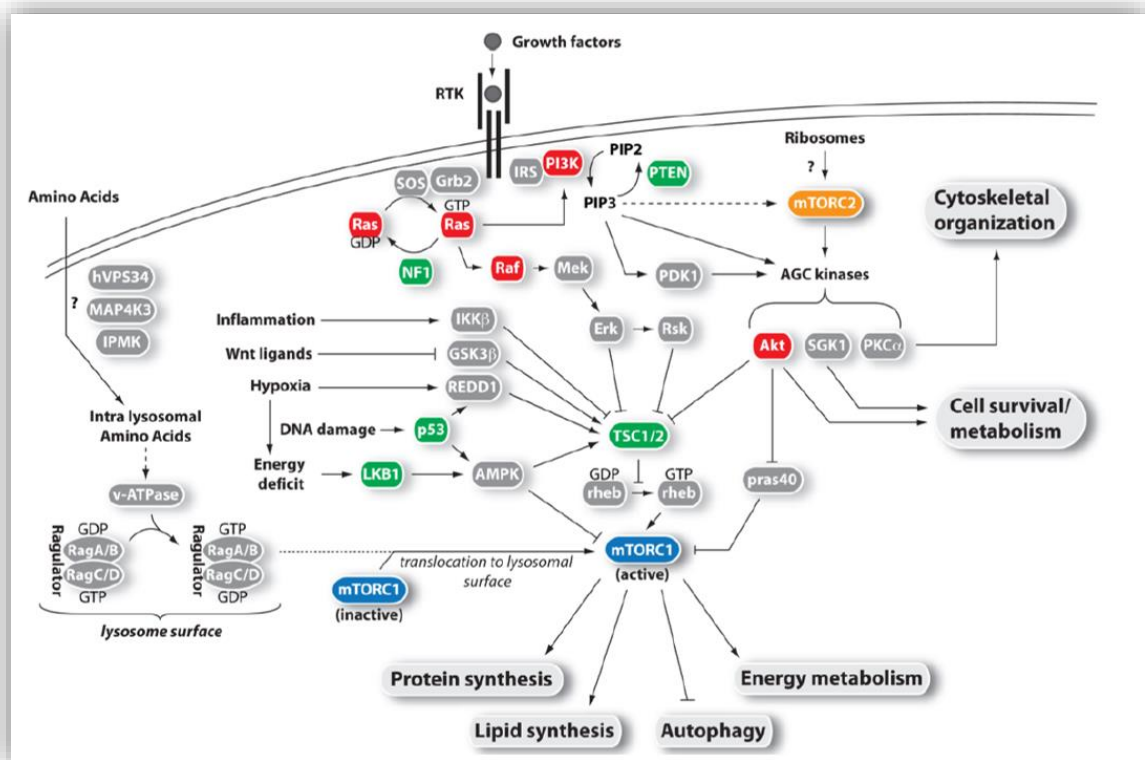 Growth factors
RTK
Ribosomes
?
PIP2
PI3K
IRS
PTEN
SOS
Grb2
Amino Acids
GTP
PIP3
mTORC2
Cytoskeletal
organization
Ras
GDP
Ras
NF1
Raf
Mek
PDK1
AGC kinases
hVPS34
?
MAP4K3
IPMK
Inflammation
IKKβ
Erk
Rsk
Akt
SGK1
PKCα
Wnt ligands
GSK3β
Hypoxia
REDD1
Intra lysosomal
Amino Acids
DNA damage
p53
TSC1/2
Cell survival/
metabolism
Energy
deficit
LKB1
AMPK
GDP
rheb
GTP
rheb
pras40
v-ATPase
GDP
RagA/B
RagC/D
GTP
Ragulator
GTP
RagA/B
RagC/D
GDP
Ragulator
lysosome surface
translocation to lysosomal
surface
mTORC1
(inactive)
mTORC1
(active)
Protein synthesis
Energy metabolism
Lipid synthesis
Autophagy